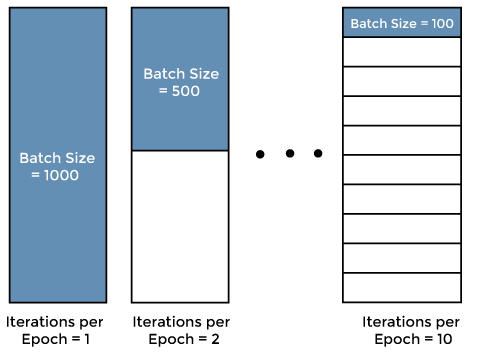 Batch Size
= 1000
Iterations per
Epoch = 1
Batch Size
= 500
Iterations per
Epoch = 2
Batch Size = 100
Iterations per
Epoch = 10